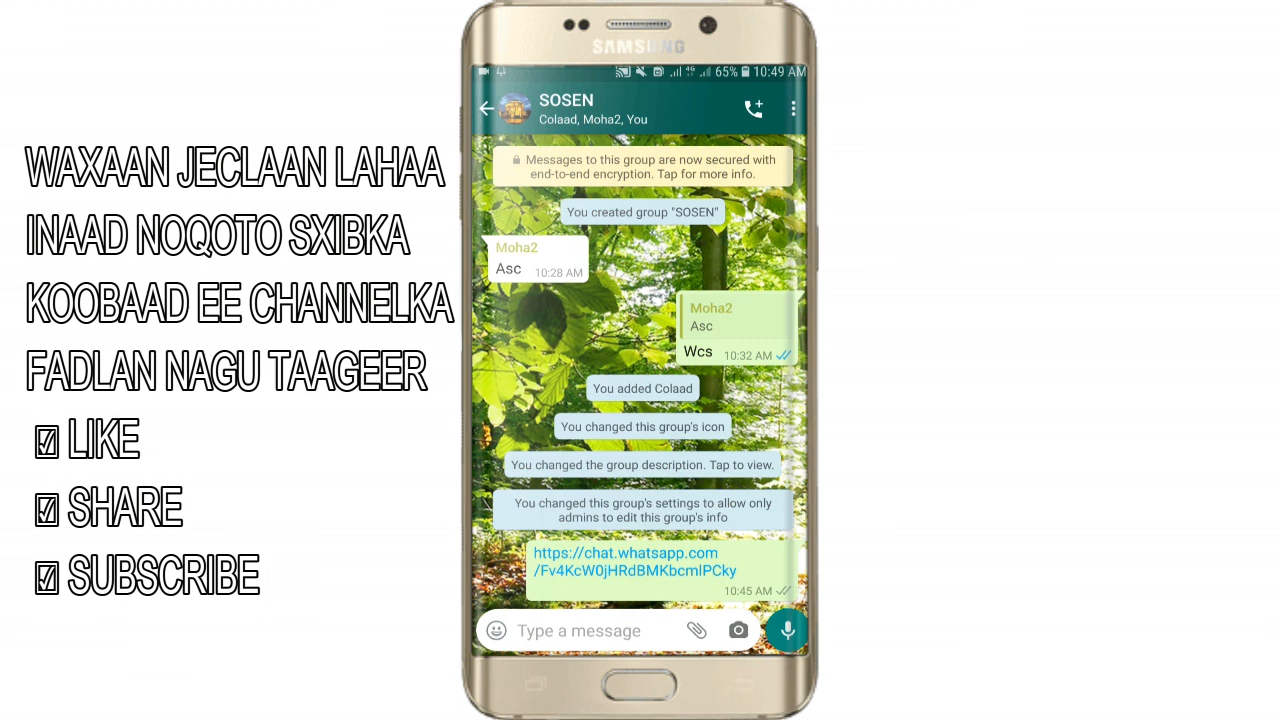 WAXAAN JECLAAN LAHAA
INAAD NOQOTO SXIBKA
KOOBAAD EE CHANNELKA
FADLAN NAGU TAAGEER
☑ LIKE
☑ SHARE
☑ SUBSCRIBE
SAMSUNG
4G 65% 10:49 AM
SOSEN
Colaad, Moha2, You
Messages to this group are now secured with
end-to-end encryption. Tap for more info.
You created group "SOSEN"
Moha2
Asc 10:28 AM
Moha2
Asc
Wcs 10:32 AM
You added Colaad
You changed this group's icon
You changed the group description. Tap to view.
You changed this group's settings to allow only
admins to edit this group's info
https://chat.whatsapp.com
/Fv4KcW0jHRdBMKbcmlPCky
10:45 AM
Type a message